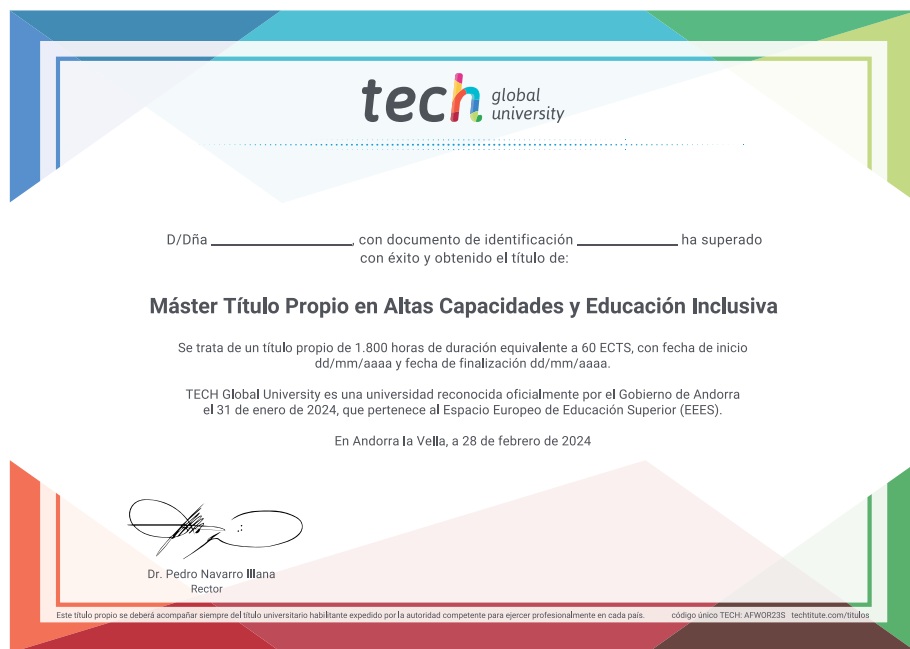 tech global university
D/Dña ____________________, con documento de identificación ______________ ha superado
con éxito y obtenido el título de:
Máster Título Propio en Altas Capacidades y Educación Inclusiva
Se trata de un título propio de 1.800 horas de duración equivalente a 60 ECTS, con fecha de inicio
dd/mm/aaaa y fecha de finalización dd/mm/aaaa.
TECH Global University es una universidad reconocida oficialmente por el Gobierno de Andorra
el 31 de enero de 2024, que pertenece al Espacio Europeo de Educación Superior (EEES).
En Andorra la Vella, a 28 de febrero de 2024
Dr. Pedro Navarro Illana
Rector
Este título propio se deberá acompañar siempre del título universitario habilitante expedido por la autoridad competente para ejercer profesionalmente en cada país. código único TECH: AFWOR23S techtitute.com/titulos